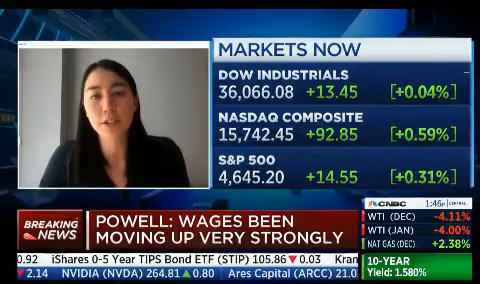 MARKETS NOW
DOW INDUSTRIALS
36,066.08 +13.45 [+0.04%]
NASDAQ COMPOSITE
15,742.45 +92.85 [+0.59%]
S&P 500
4,645.20 +14.55 [+0.31%]
CNBC 1:46P CENTRAL
BREAKING NEWS
POWELL: WAGES BEEN
MOVING UP VERY STRONGLY
WTI (DEC) -4.11%
WTI (JAN) -4.00%
NAT GAS (DEC) +2.38%
0.92 iShares 0-5 Year TIPS Bond ETF (STIP) 105.86 ▼ 0.03 Kran
▼ 2.14 NVIDIA (NVDA) 264.81 ▲ 0.80 Ares Capital (ARCC) 21.0
10-YEAR
Yield: 1.580%